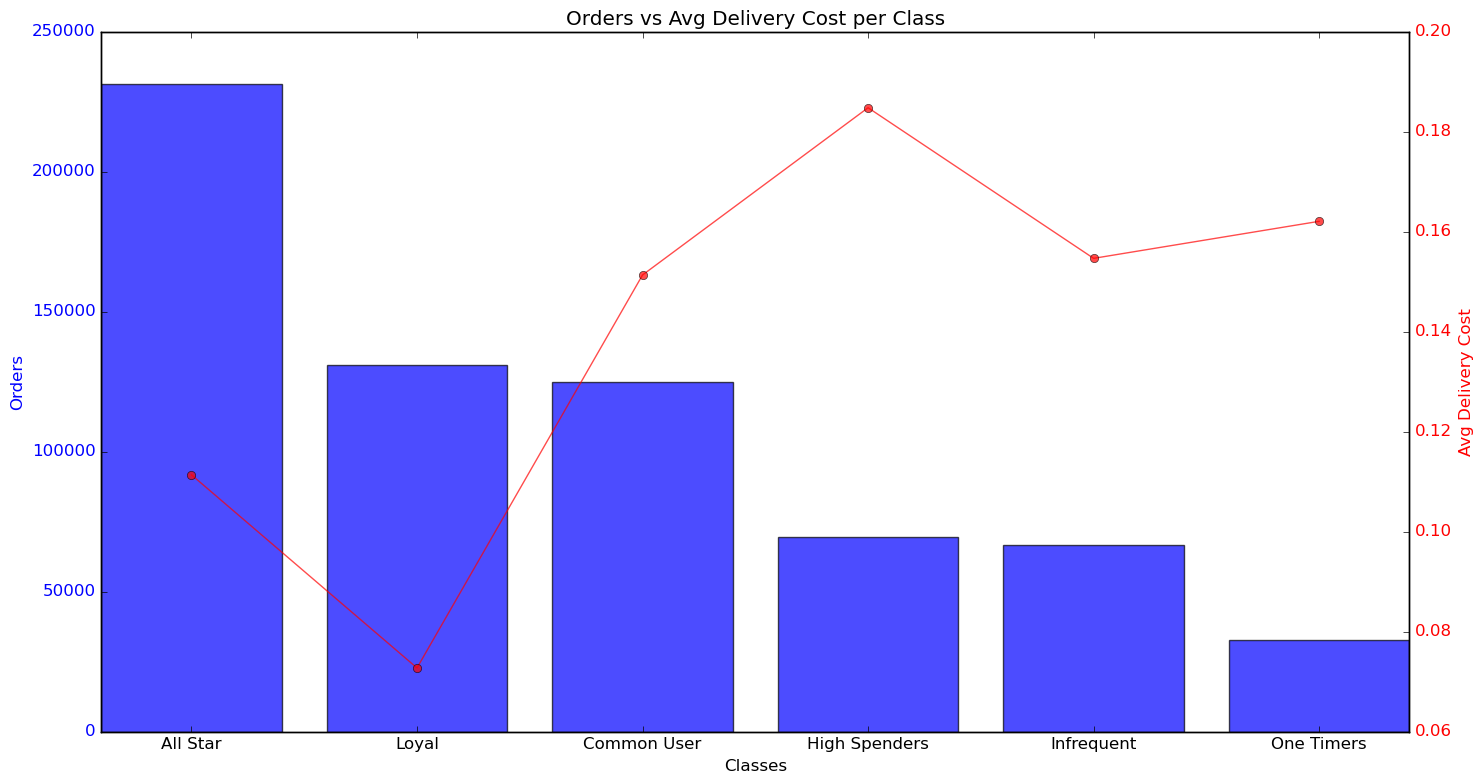 Orders vs Avg Delivery Cost per Class
250000
200000
150000
100000
50000
0
Orders
0.20
0.18
0.16
0.14
0.12
0.10
0.08
0.06
Avg Delivery Cost
All Star
Loyal
Common User
High Spenders
Infrequent
One Timers
Classes